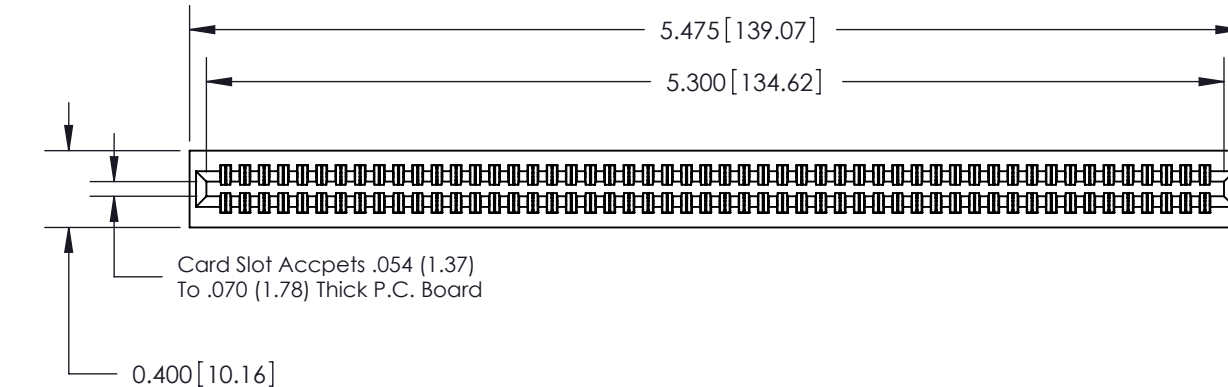 5.475 [139.07]
5.300 [134.62]
Card Slot Accpets .054 (1.37)
To .070 (1.78) Thick P.C. Board
0.400 [10.16]